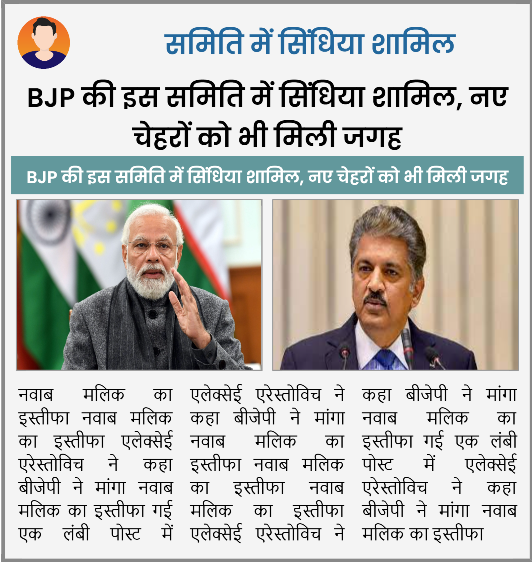 समिति में सिंधिया शामिल
BJP की इस समिति में सिंधिया शामिल, नए
चेहरों को भी मिली जगह
BJP की इस समिति में सिंधिया शामिल, नए चेहरों को भी मिली जगह
नवाब मलिक का
इस्तीफा नवाब मलिक
का इस्तीफा एलेक्सेई
एरेस्तोविच ने कहा
बीजेपी ने मांगा नवाब
मलिक का इस्तीफा गई
एक लंबी पोस्ट में
एलेक्सेई एरेस्तोविच ने
कहा बीजेपी ने मांगा
नवाब मलिक का
इस्तीफा नवाब मलिक
का इस्तीफा नवाब
मलिक का इस्तीफा
एलेक्सेई एरेस्तोविच ने
कहा बीजेपी ने मांगा
नवाब मलिक का
इस्तीफा गई एक लंबी
पोस्ट में एलेक्सेई
एरेस्तोविच ने कहा
बीजेपी ने मांगा नवाब
मलिक का इस्तीफा